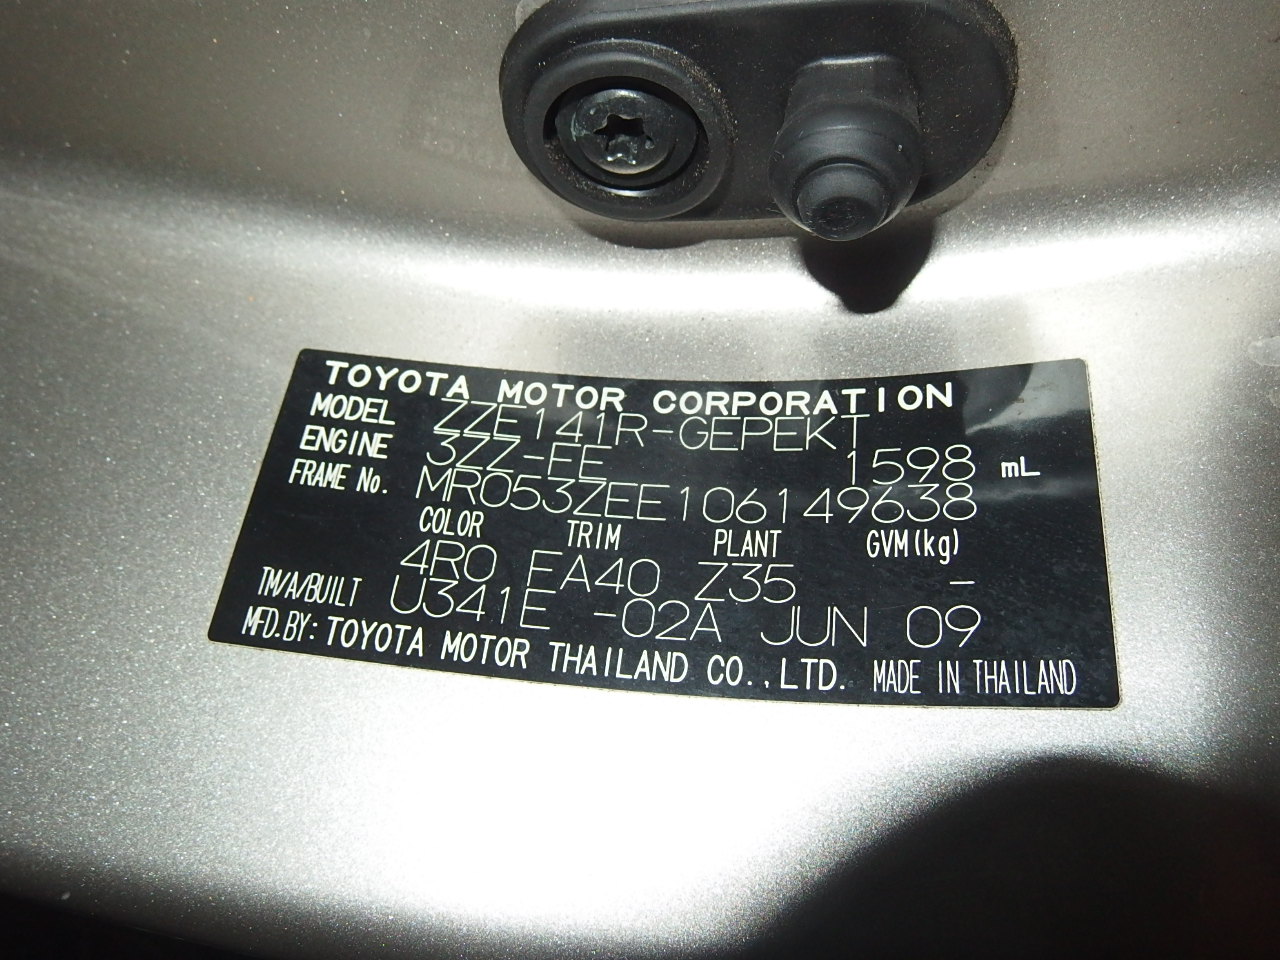 TOYOTA MOTOR CORPORATION
MODEL ZZE141R-GEPEKT
ENGINE 3ZZ-FE 1598 mL
FRAME No. MR053ZEE106149638
COLOR TRIM PLANT GVM(kg)
4R0 FA40 Z35 -
TM/A/BUILT U341E -02A JUN 09
MFD.BY: TOYOTA MOTOR THAILAND CO.,LTD. MADE IN THAILAND